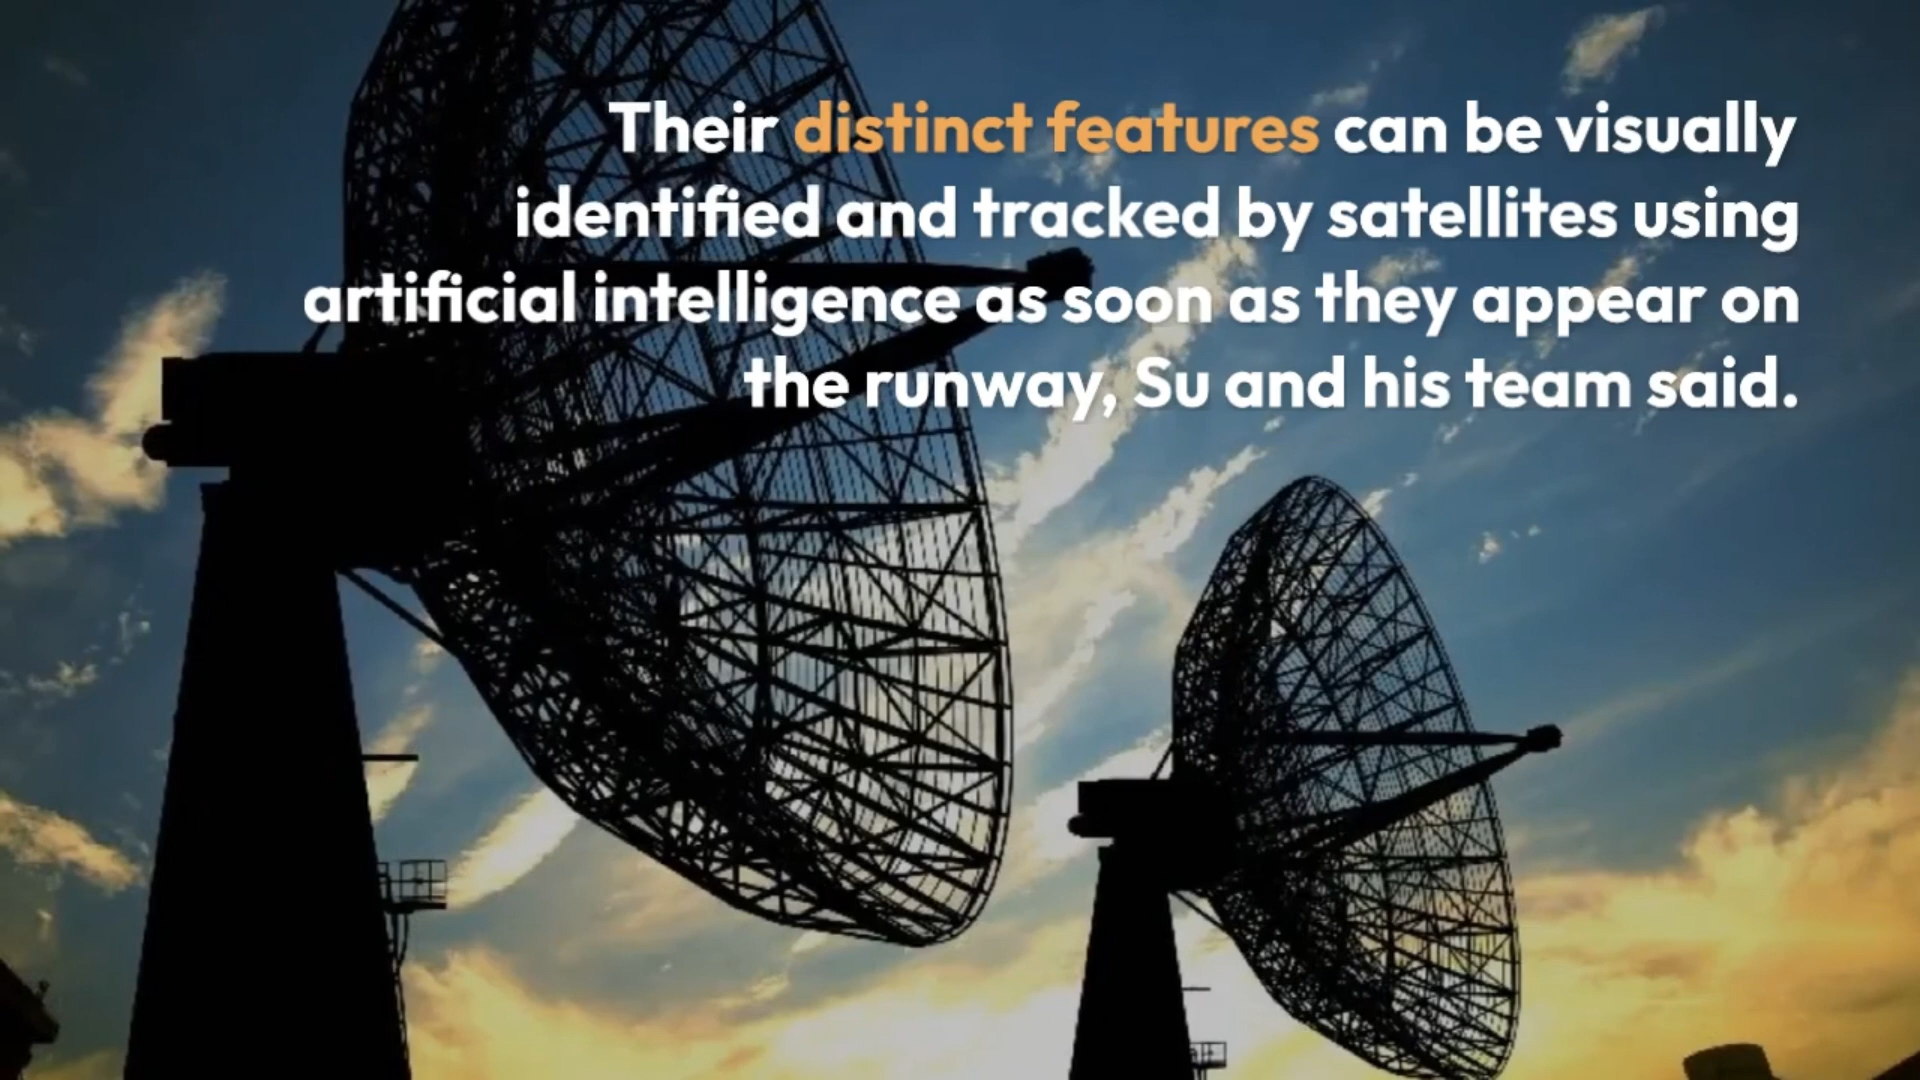 Their distinct features can be visually
identified and tracked by satellites using
artificial intelligence as soon as they appear on
the runway, Su and his team said.